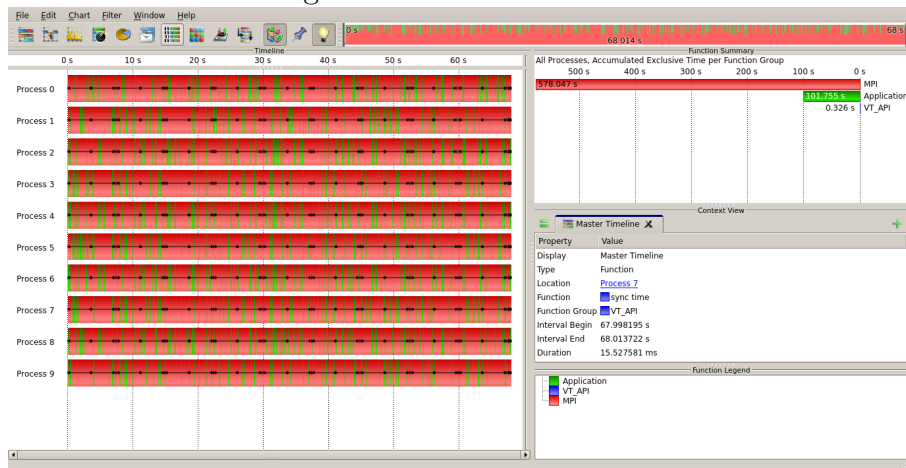 File Edit Chart Filter Window Help
0 s 68 s
68.014 s
Timeline
0 s 10 s 20 s 30 s 40 s 50 s 60 s
Process 0
Process 1
Process 2
Process 3
Process 4
Process 5
Process 6
Process 7
Process 8
Process 9
Function Summary
All Processes, Accumulated Exclusive Time per Function Group
500 s 400 s 300 s 200 s 100 s 0 s
578.047 s MPI
101.755 s Application
0.326 s VT_API
Context View
Master Timeline
Property Value
Display Master Timeline
Type Function
Location Process 7
Function sync time
Function Group VT_API
Interval Begin 67.998195 s
Interval End 68.013722 s
Duration 15.527581 ms
Function Legend
Application
VT_API
MPI